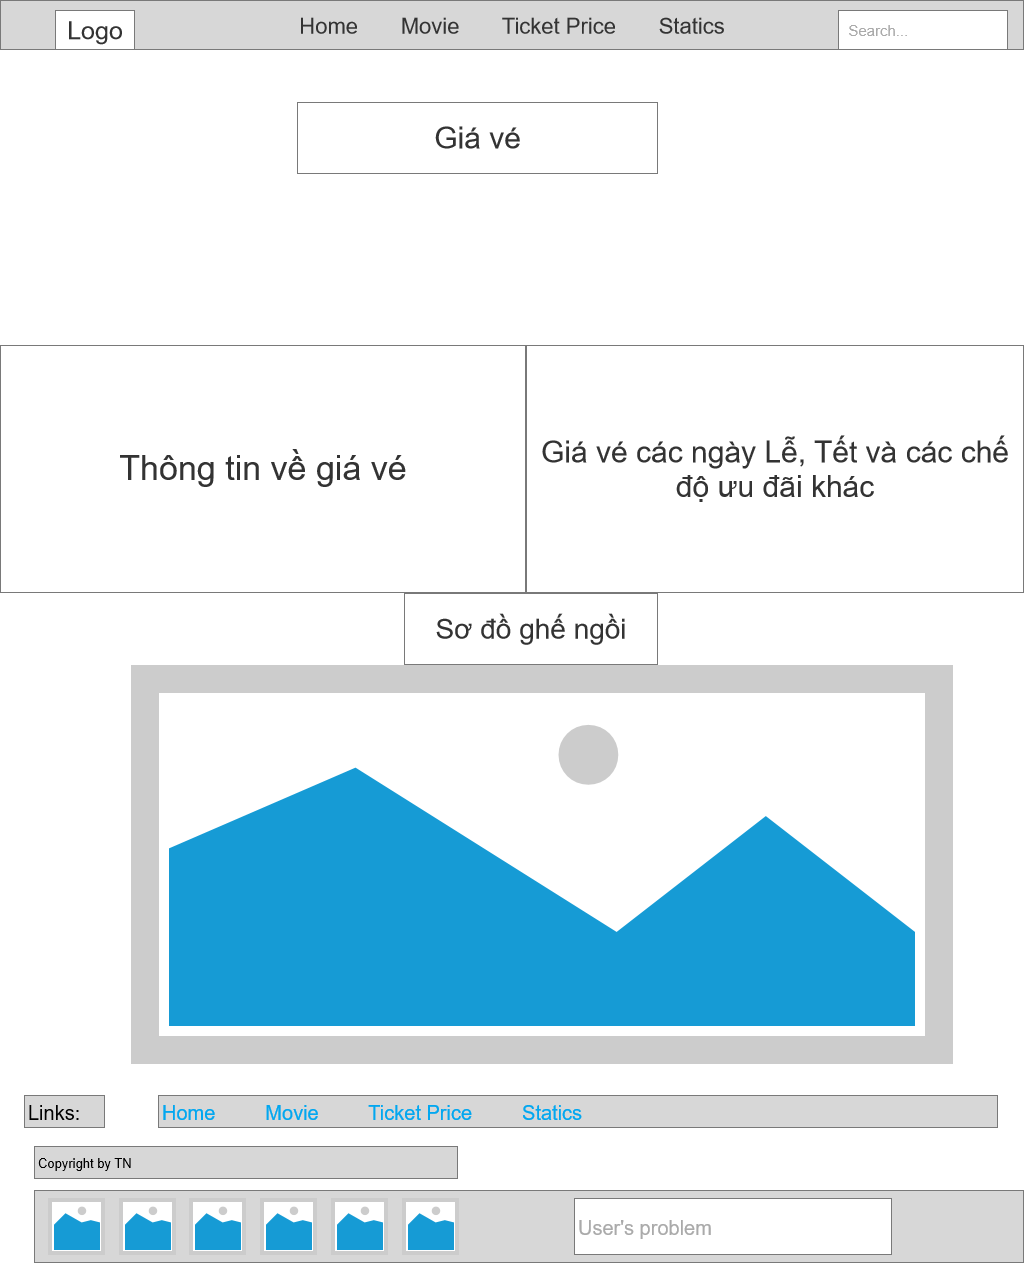 Logo
Home Movie Ticket Price Statics
Search...
Giá vé
Thông tin về giá vé
Giá vé các ngày Lễ, Tết và các chế
độ ưu đãi khác
Sơ đồ ghế ngồi
Links:
Home Movie Ticket Price Statics
Copyright by TN
User's problem